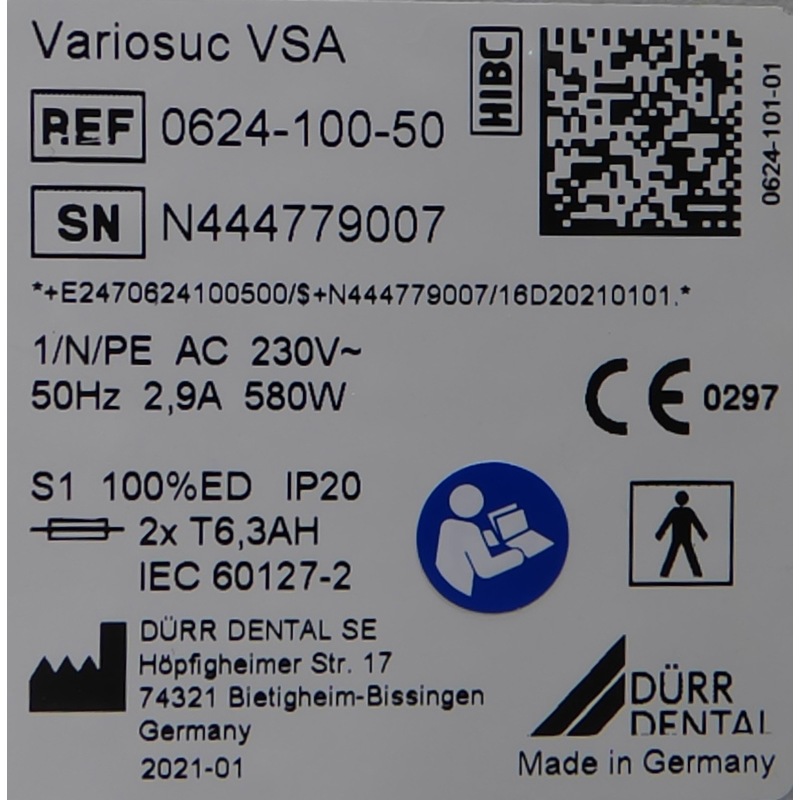 Variosuc VSA
REF 0624-100-50
HIBC
0624-101-01
SN N444779007
*+E2470624100500/$+N444779007/16D20210101.*
1/N/PE AC 230V~
50Hz 2,9A 580W
CE 0297
S1 100%ED IP20
2x T6,3AH
IEC 60127-2
DÜRR DENTAL SE
Höpfigheimer Str. 17
74321 Bietigheim-Bissingen
Germany
2021-01
DÜRR
DENTAL
Made in Germany